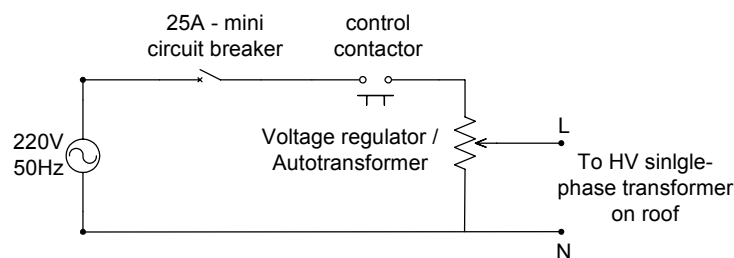 25A - mini
circuit breaker
control
contactor
220V
50Hz
Voltage regulator /
Autotransformer
L
To HV sinlgle-
phase transformer
on roof
N